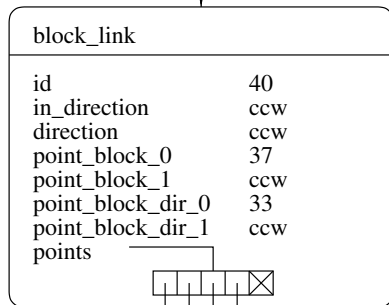 block_link
id 40
in_direction ccw
direction ccw
point_block_0 37
point_block_1 ccw
point_block_dir_0 33
point_block_dir_1 ccw
points